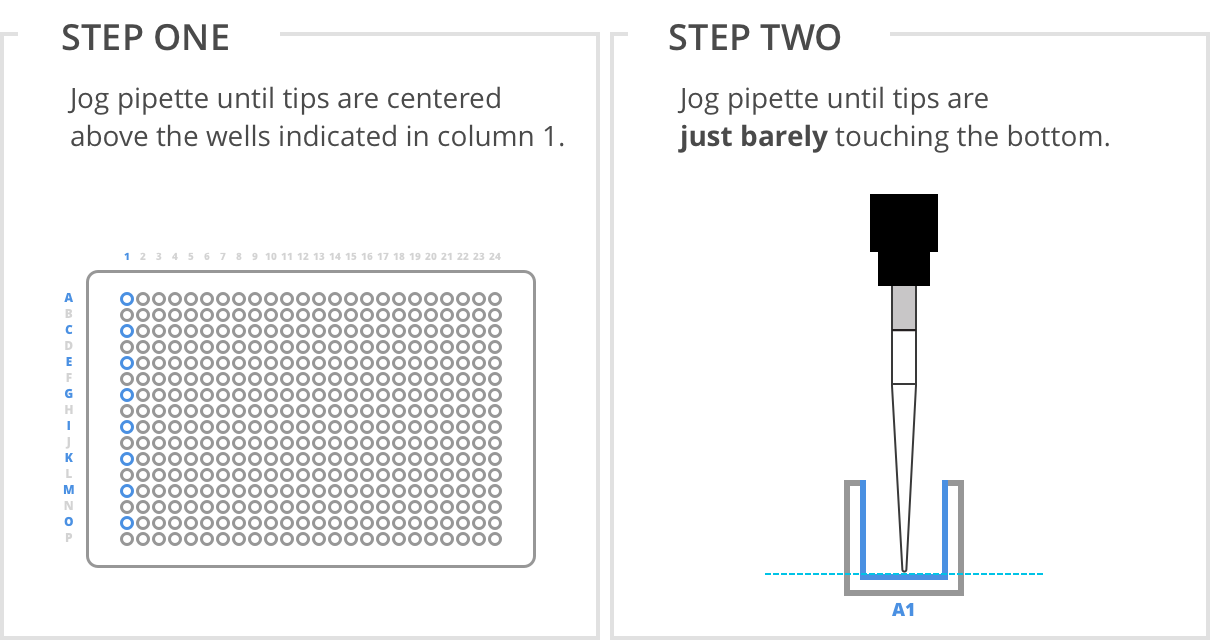 STEP ONE
Jog pipette until tips are centered
above the wells indicated in column 1.
1 2 3 4 5 6 7 8 9 10 11 12 13 14 15 16 17 18 19 20 21 22 23 24
A
B
C
D
E
F
G
H
I
J
K
L
M
N
O
P
STEP TWO
Jog pipette until tips are
just barely touching the bottom.
A1